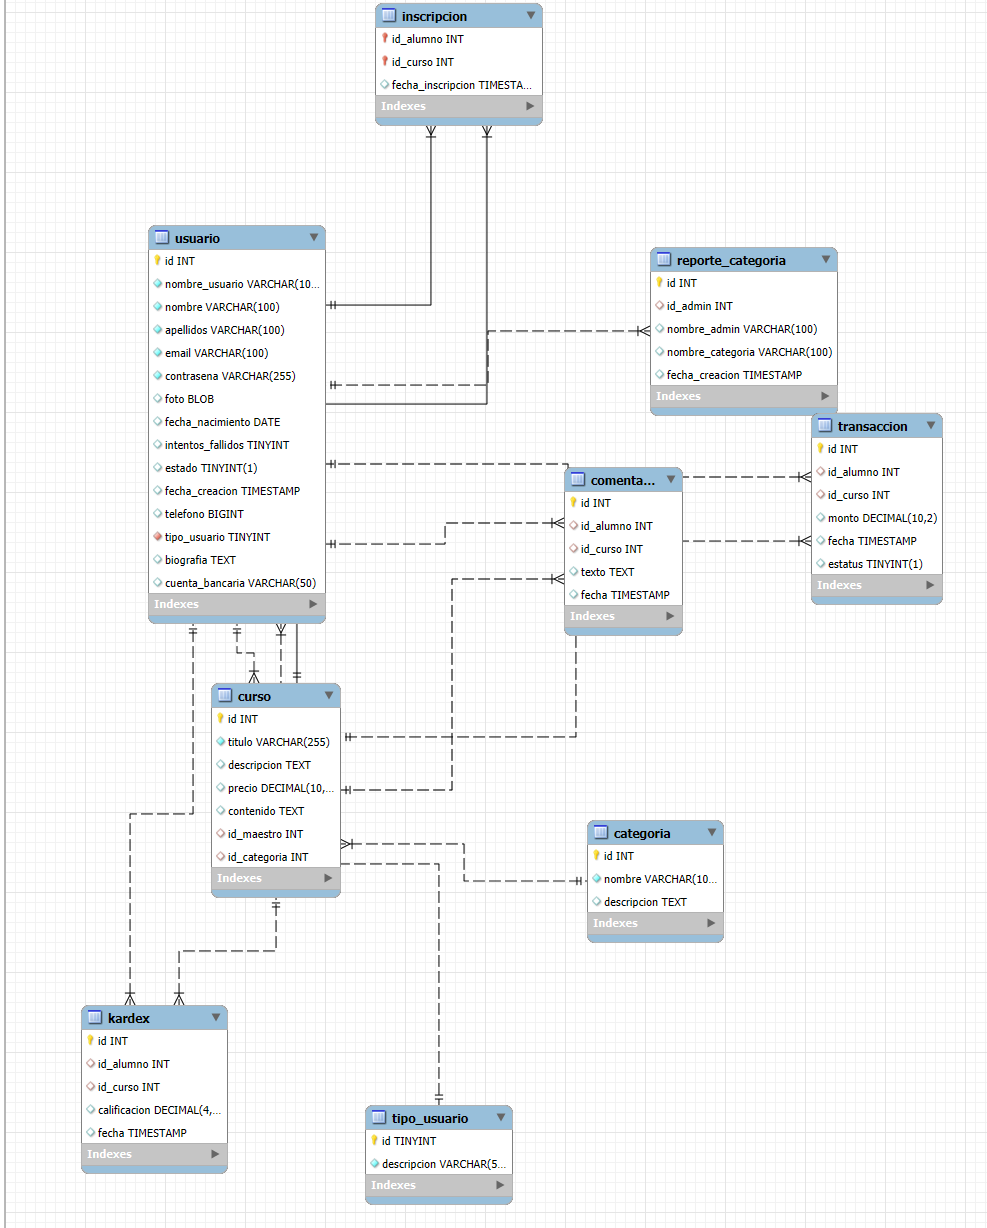 inscripcion
id_alumno INT
id_curso INT
fecha_inscripcion TIMESTA...
Indexes
usuario
id INT
nombre_usuario VARCHAR(10...
nombre VARCHAR(100)
apellidos VARCHAR(100)
email VARCHAR(100)
contrasena VARCHAR(255)
foto BLOB
fecha_nacimiento DATE
intentos_fallidos TINYINT
estado TINYINT(1)
fecha_creacion TIMESTAMP
telefono BIGINT
tipo_usuario TINYINT
biografia TEXT
cuenta_bancaria VARCHAR(50)
Indexes
reporte_categoria
id INT
id_admin INT
nombre_admin VARCHAR(100)
nombre_categoria VARCHAR(100)
fecha_creacion TIMESTAMP
Indexes
transaccion
id INT
id_alumno INT
id_curso INT
monto DECIMAL(10,2)
fecha TIMESTAMP
estatus TINYINT(1)
Indexes
comenta...
id INT
id_alumno INT
id_curso INT
texto TEXT
fecha TIMESTAMP
Indexes
curso
id INT
titulo VARCHAR(255)
descripcion TEXT
precio DECIMAL(10,...
contenido TEXT
id_maestro INT
id_categoria INT
Indexes
categoria
id INT
nombre VARCHAR(10...
descripcion TEXT
Indexes
kardex
id INT
id_alumno INT
id_curso INT
calificacion DECIMAL(4,...
fecha TIMESTAMP
Indexes
tipo_usuario
id TINYINT
descripcion VARCHAR(5...
Indexes